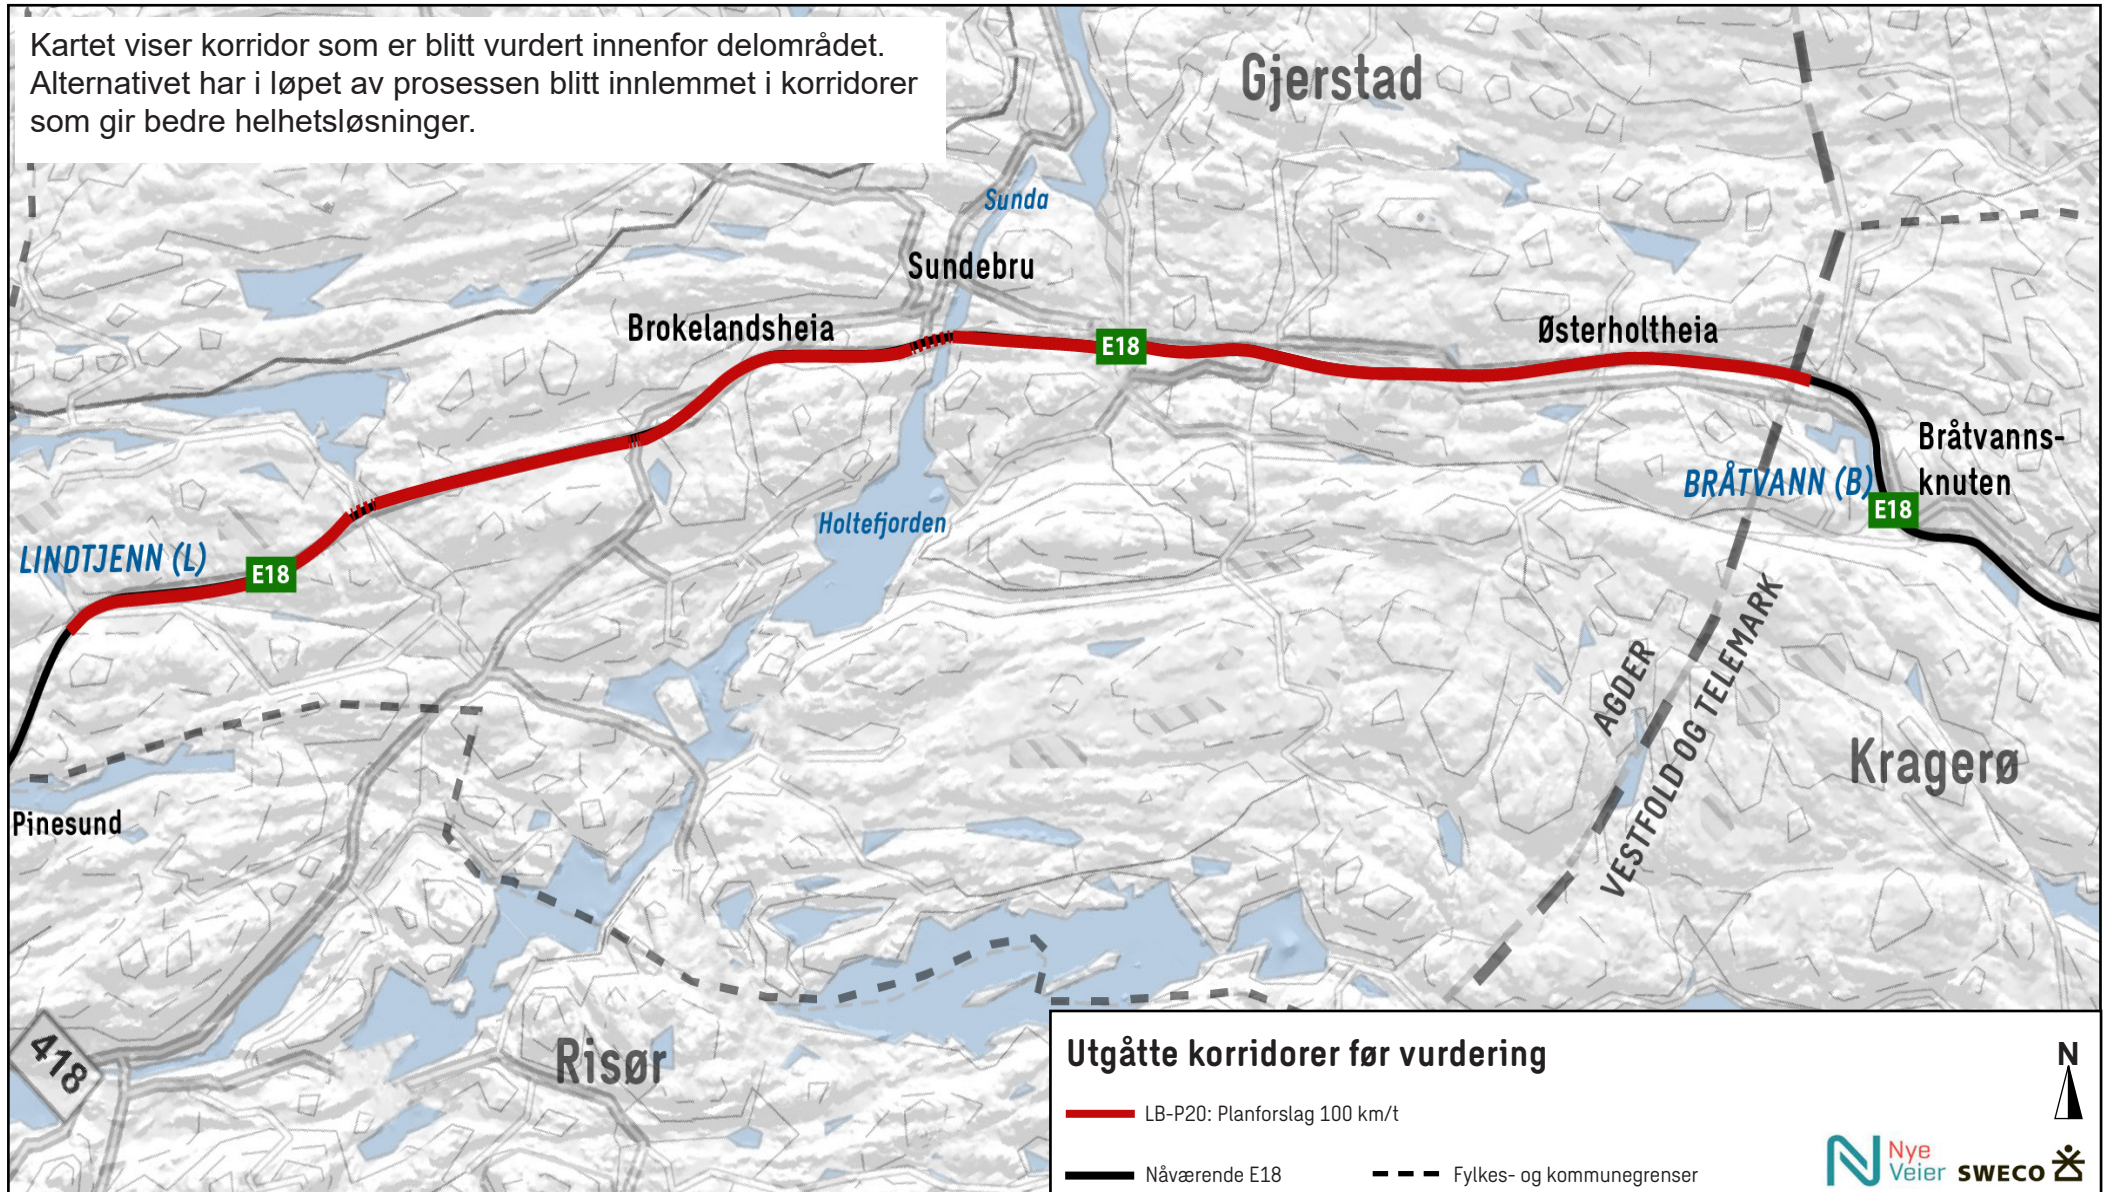 Kartet viser korridor som er blitt vurdert innenfor delområdet.
Alternativet har i løpet av prosessen blitt innlemmet i korridorer
som gir bedre helhetsløsninger.
Gjerstad
Sunda
Sundebru
Brokelandsheia
E18
Østerholtheia
Bråtvanns-
knuten
BRÅTVANN (B)
E18
Holtefjorden
LINDTJENN (L)
E18
AGDER
VESTFOLD OG TELEMARK
Kragerø
Pinesund
418
Risør
Utgåtte korridorer før vurdering
N
LB-P20: Planforslag 100 km/t
Nåværende E18
Fylkes- og kommunegrenser
Nye
Veier
SWECO